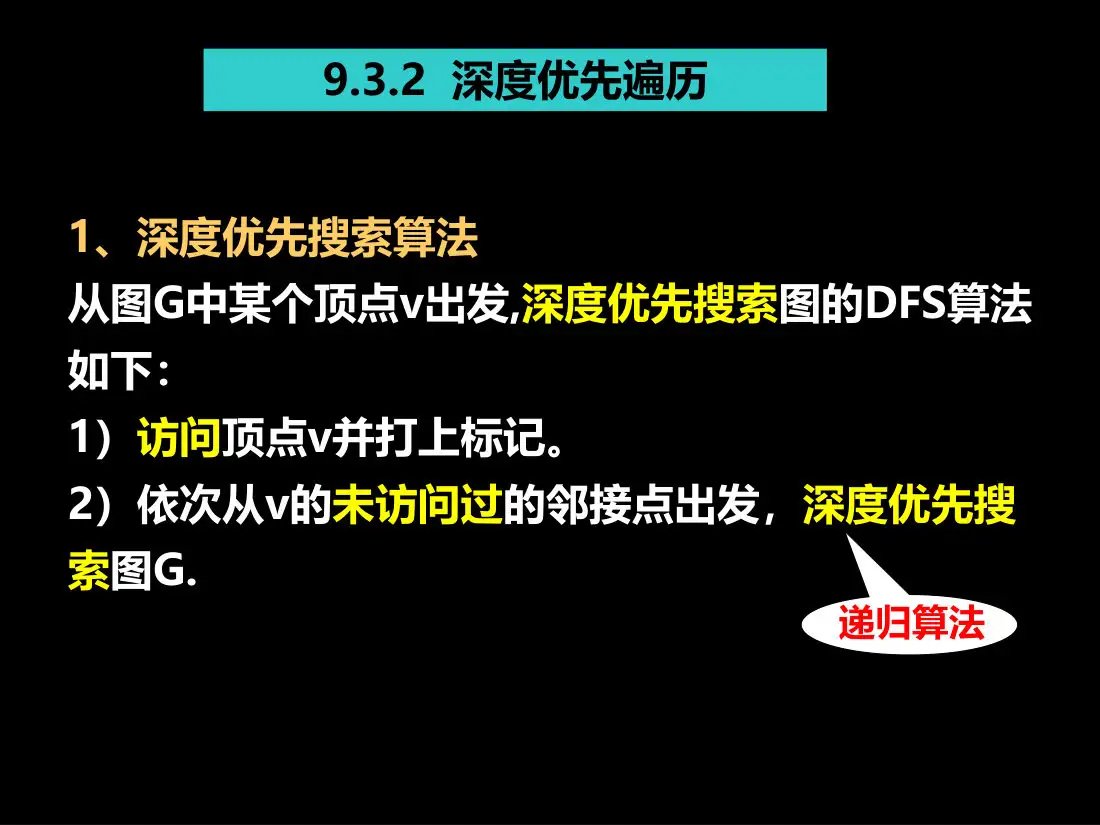 9.3.2 深度优先遍历
1、深度优先搜索算法
从图G中某个顶点v出发,深度优先搜索图的DFS算法
如下：
1）访问顶点v并打上标记。
2）依次从v的未访问过的邻接点出发，深度优先搜
索图G.
递归算法